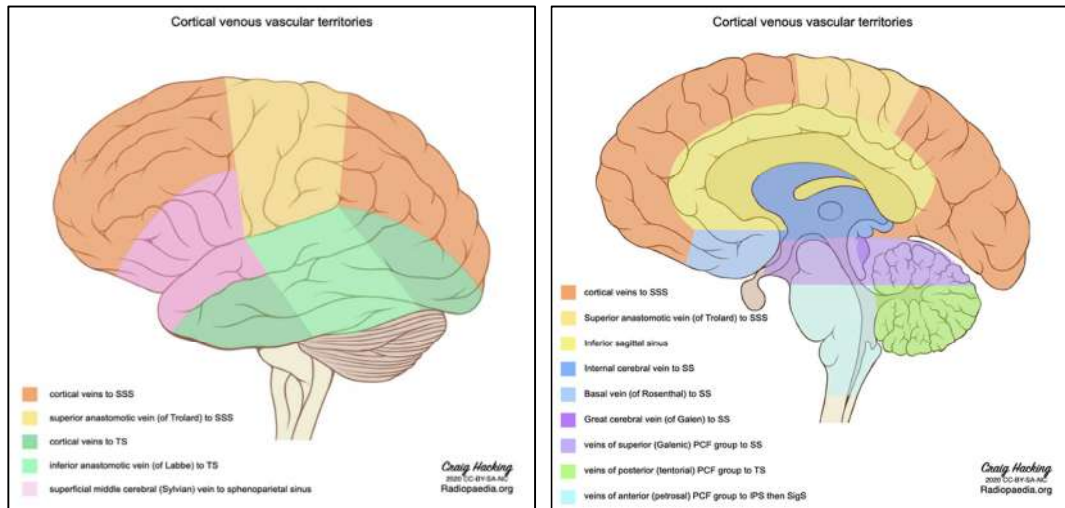 Cortical venous vascular territories
cortical veins to SSS
superior anastomotic vein (of Trolard) to SSS
cortical veins to TS
inferior anastomotic vein (of Labbe) to TS
superficial middle cerebral (Sylvian) vein to sphenoparietal sinus
Craig Hacking
2020 CC-BY-SA-NC
Radiopaedia.org
Cortical venous vascular territories
cortical veins to SSS
Superior anastomotic vein (of Trolard) to SSS
Inferior sagittal sinus
Internal cerebral vein to SS
Basal vein (of Rosenthal) to SS
Great cerebral vein (of Galen) to SS
veins of superior (Galenic) PCF group to SS
veins of posterior (tentorial) PCF group to TS
veins of anterior (petrosal) PCF group to IPS then SigS
Craig Hacking
2020 CC-BY-SA-NC
Radiopaedia.org